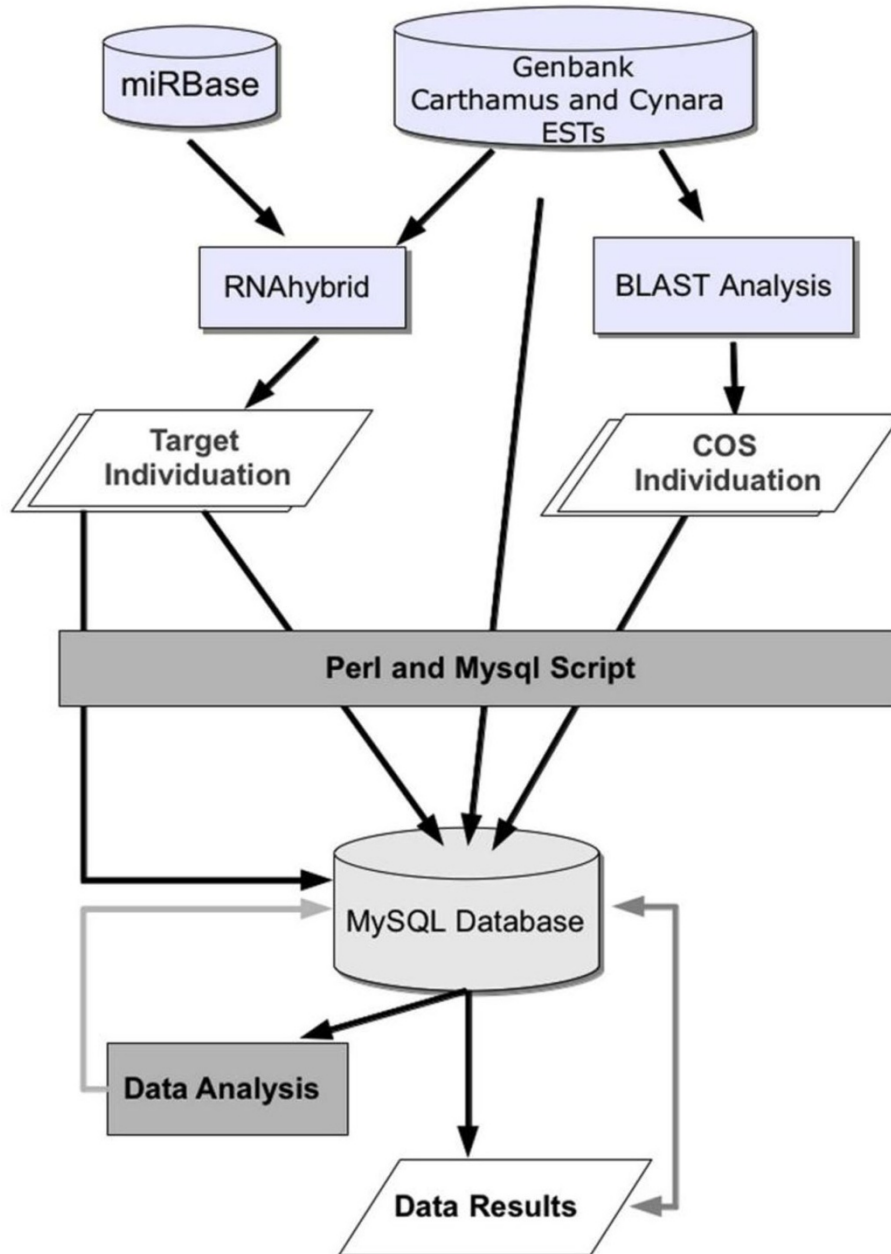 miRBase
Genbank
Carthamus and Cynara
ESTs
RNAhybrid
BLAST Analysis
Target
Individuation
COS
Individuation
Perl and Mysql Script
MySQL Database
Data Analysis
Data Results